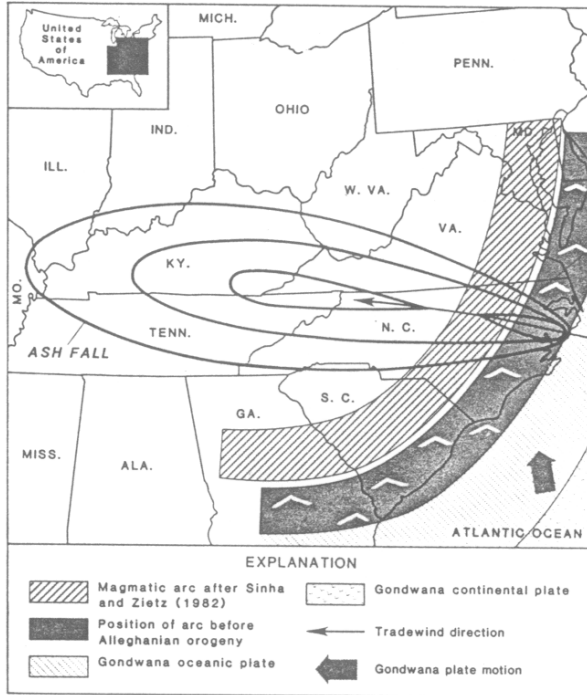 United
States
of
America
MICH.
PENN.
OHIO
IND.
MD.
ILL.
W. VA.
VA.
KY.
MO.
TENN.
N. C.
ASH FALL
S. C.
GA.
MISS.
ALA.
ATLANTIC OCEAN
EXPLANATION
Magmatic arc after Sinha
and Zietz (1982)
Gondwana continental plate
Position of arc before
Alleghanian orogeny
Tradewind direction
Gondwana oceanic plate
Gondwana plate motion